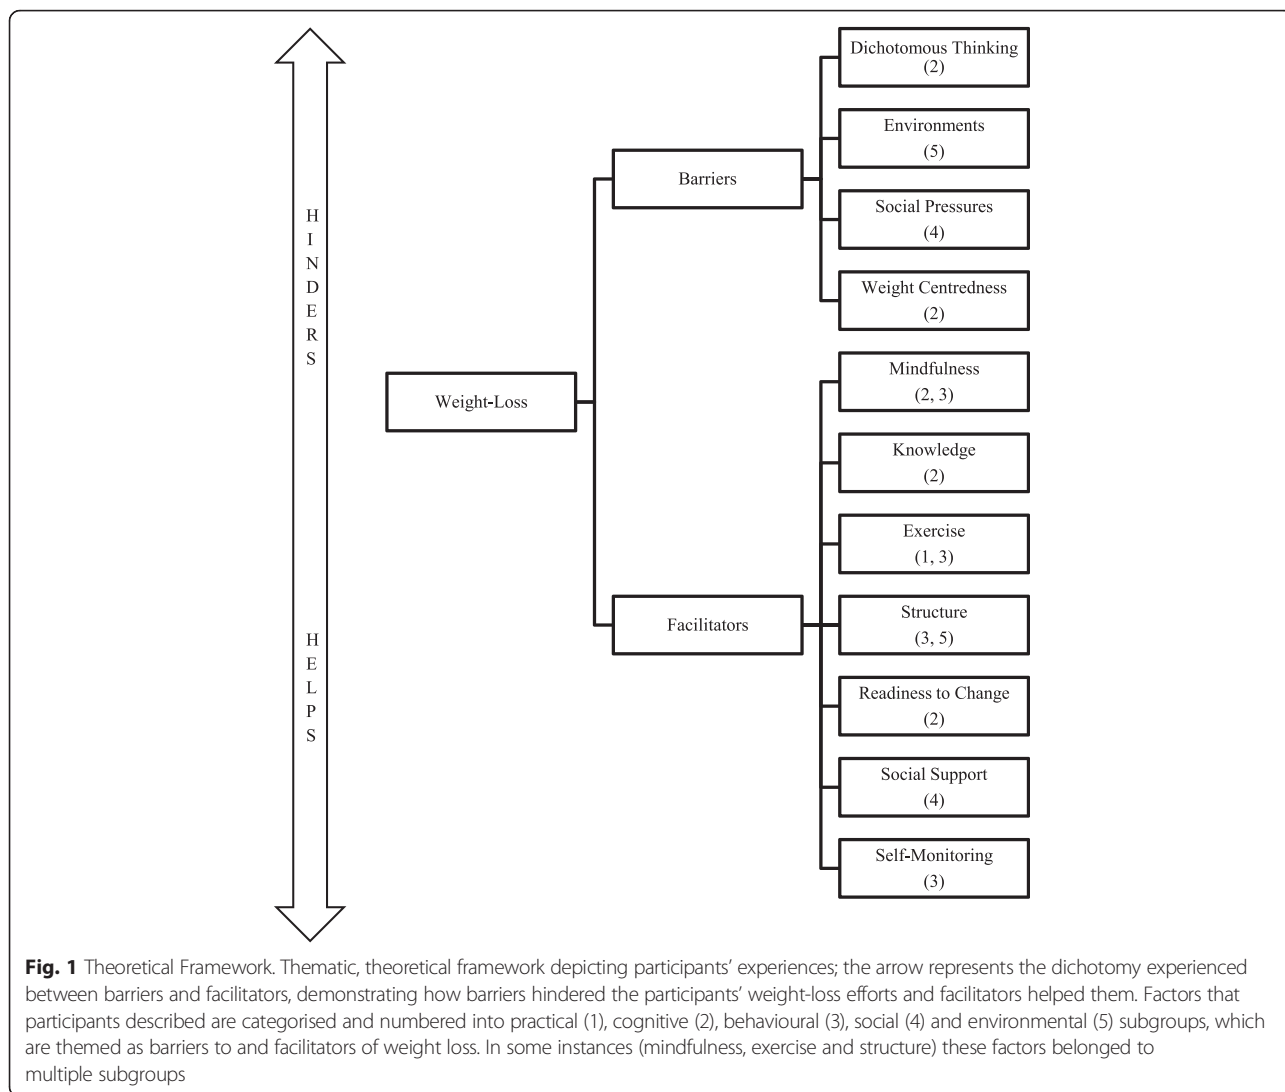 HINDERS
HELPS
Weight-Loss
Barriers
Dichotomous Thinking
(2)
Environments
(5)
Social Pressures
(4)
Weight Centredness
(2)
Facilitators
Mindfulness
(2, 3)
Knowledge
(2)
Exercise
(1, 3)
Structure
(3, 5)
Readiness to Change
(2)
Social Support
(4)
Self-Monitoring
(3)
Fig. 1 Theoretical Framework. Thematic, theoretical framework depicting participants’ experiences; the arrow represents the dichotomy experienced
between barriers and facilitators, demonstrating how barriers hindered the participants’ weight-loss efforts and facilitators helped them. Factors that
participants described are categorised and numbered into practical (1), cognitive (2), behavioural (3), social (4) and environmental (5) subgroups, which
are themed as barriers to and facilitators of weight loss. In some instances (mindfulness, exercise and structure) these factors belonged to
multiple subgroups